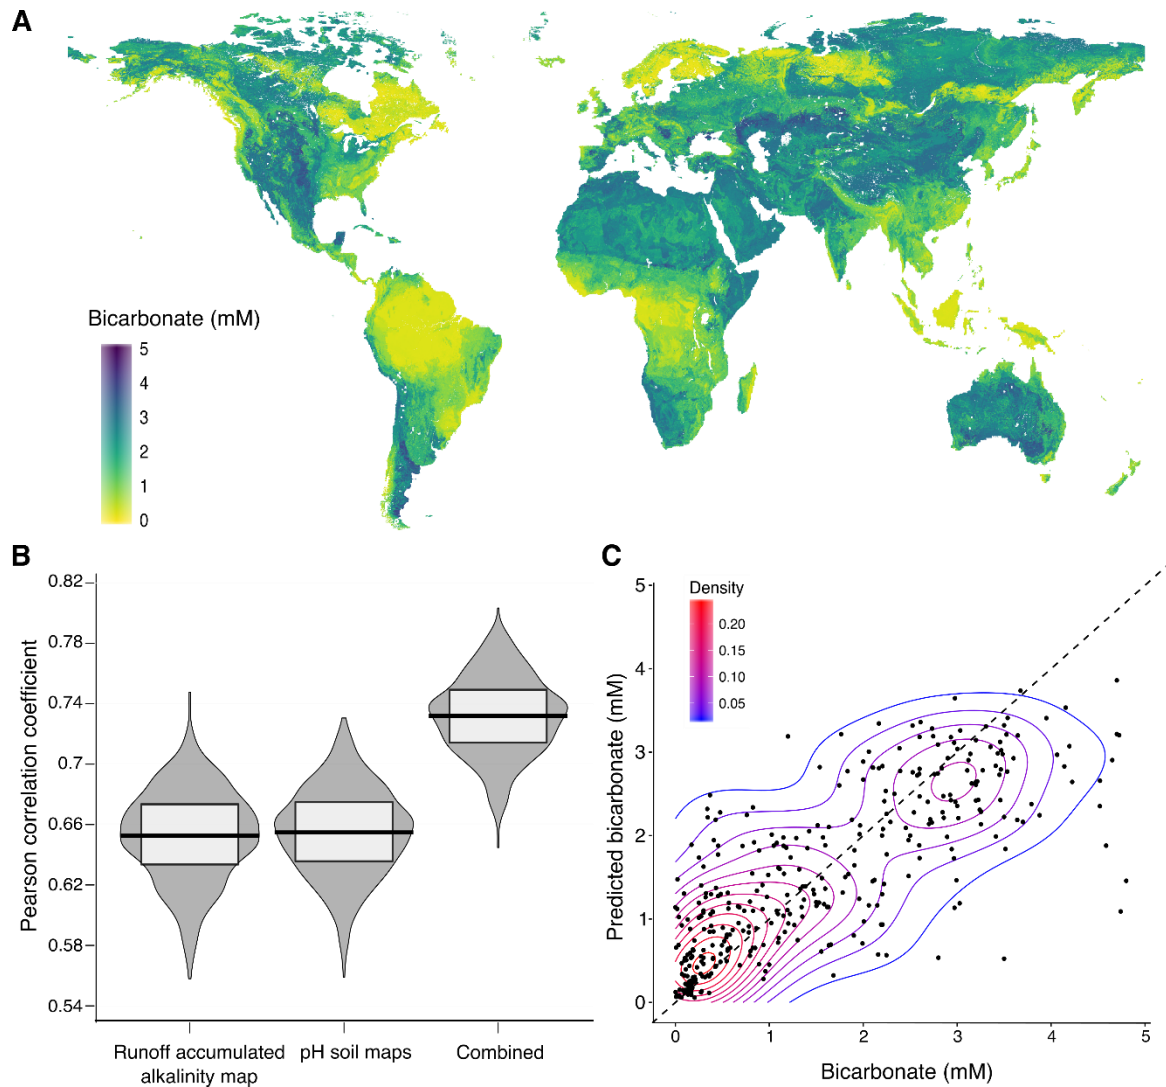 A
Bicarbonate (mM)
5
4
3
2
1
0
B
Pearson correlation coefficient
0.82
0.78
0.74
0.7
0.66
0.62
0.58
0.54
Runoff accumulated
alkalinity map
pH soil maps
Combined
C
Density
0.20
0.15
0.10
0.05
Predicted bicarbonate (mM)
5
4
3
2
1
0
0
1
2
3
4
5
Bicarbonate (mM)